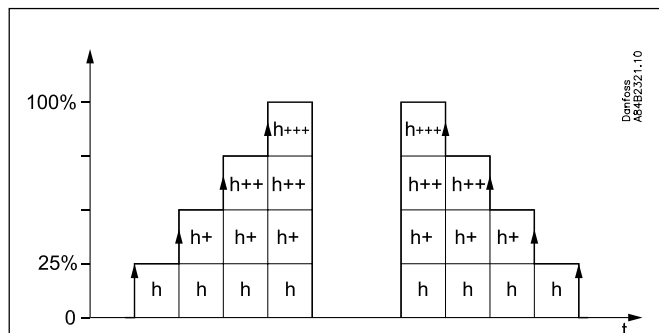 Danfoss
A84B2321.10
100%
h+++ h+++
h++ h++ h++ h++
h+ h+ h+ h+ h+ h+
25%
h h h h h h h h
0
t